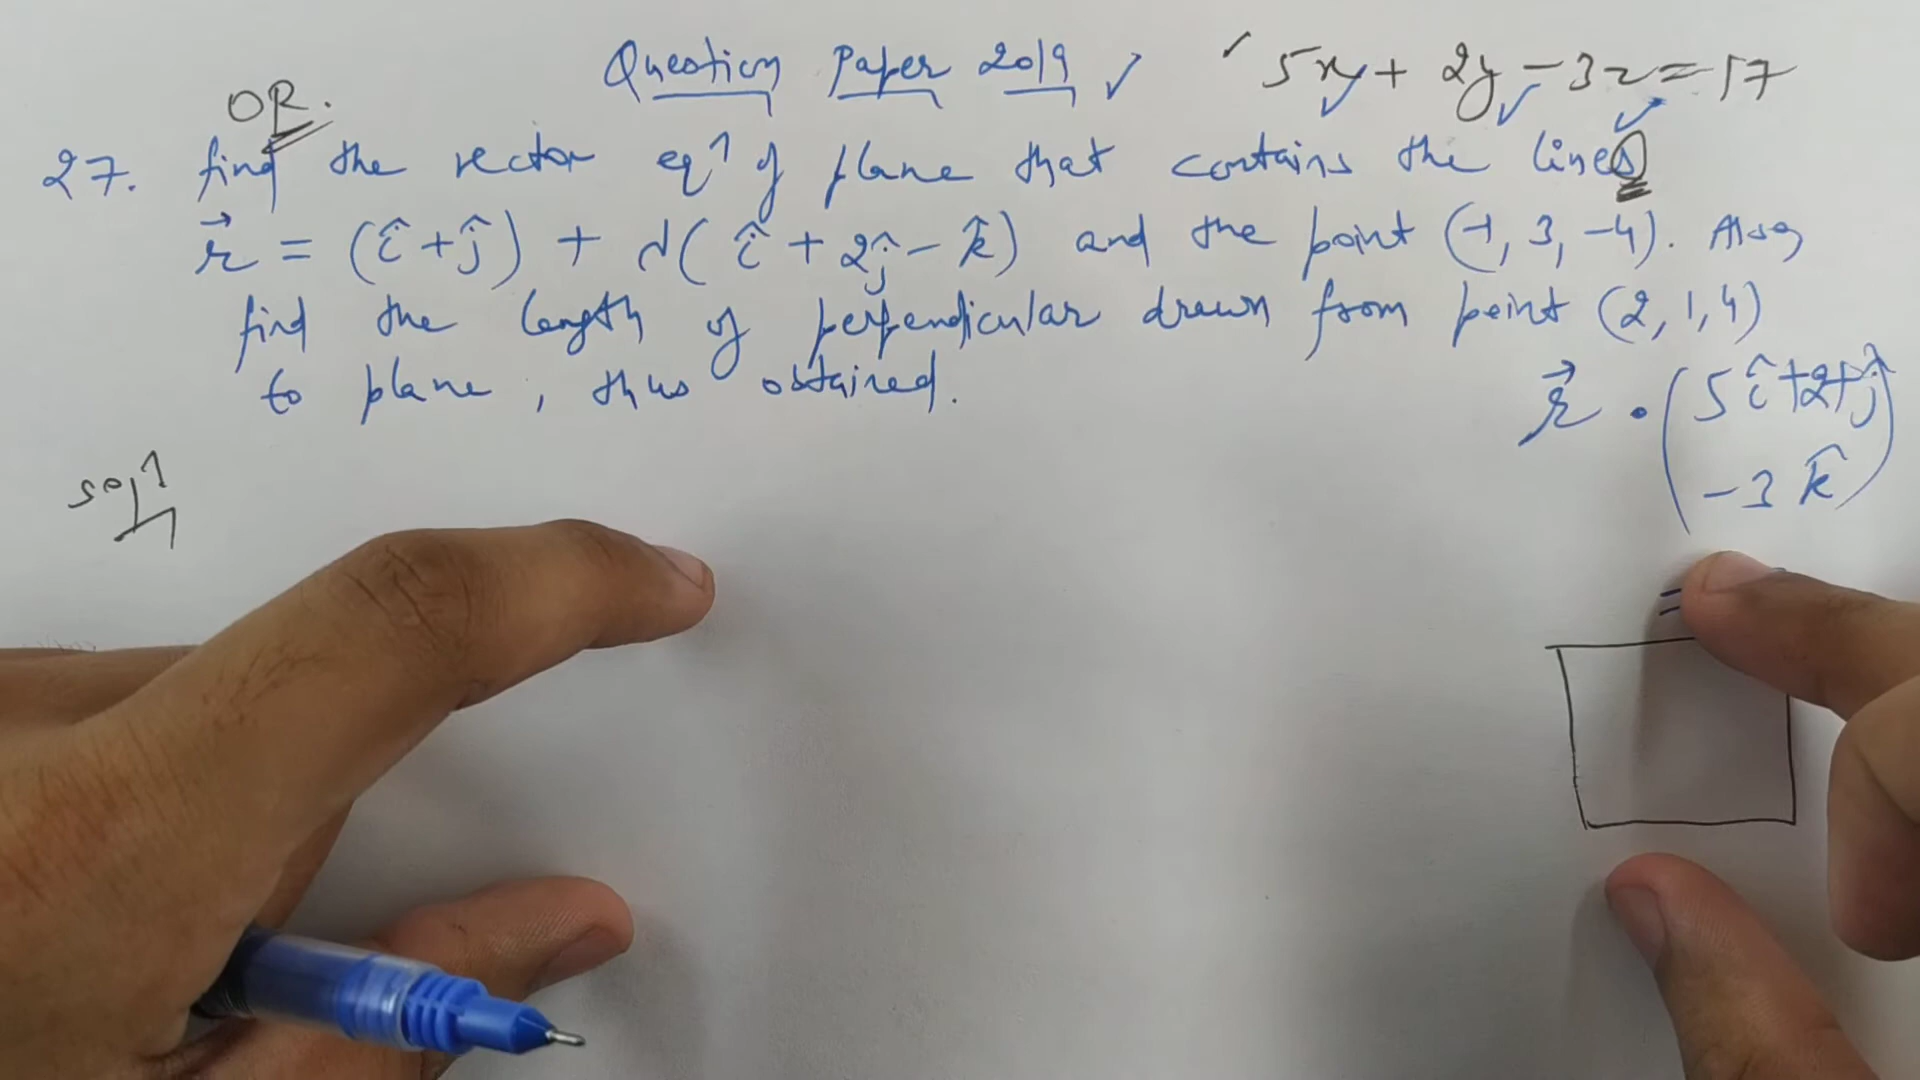 Question Paper 2019 ✓
✓ 5xy + 2y - 3z = 17
OR.
27. find the vector eqn of plane that contains the lines
r⃗ = (î + ĵ) + λ(î + 2ĵ - k̂) and the point (-1, 3, -4). Also,
find the length of perpendicular drawn from point (2, 1, 4)
to plane, thus obtained.
r⃗ · (5î + 2+ĵ
- 3k̂)
=
Soln